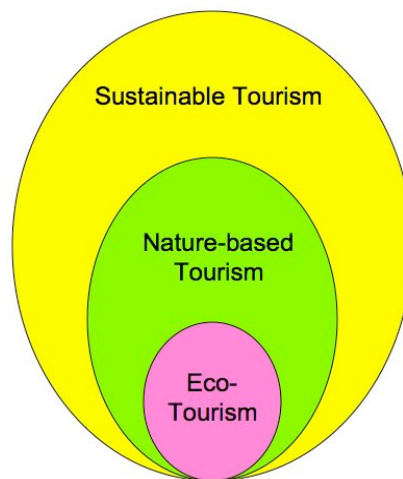 Sustainable Tourism
Nature-based
Tourism
Eco-
Tourism